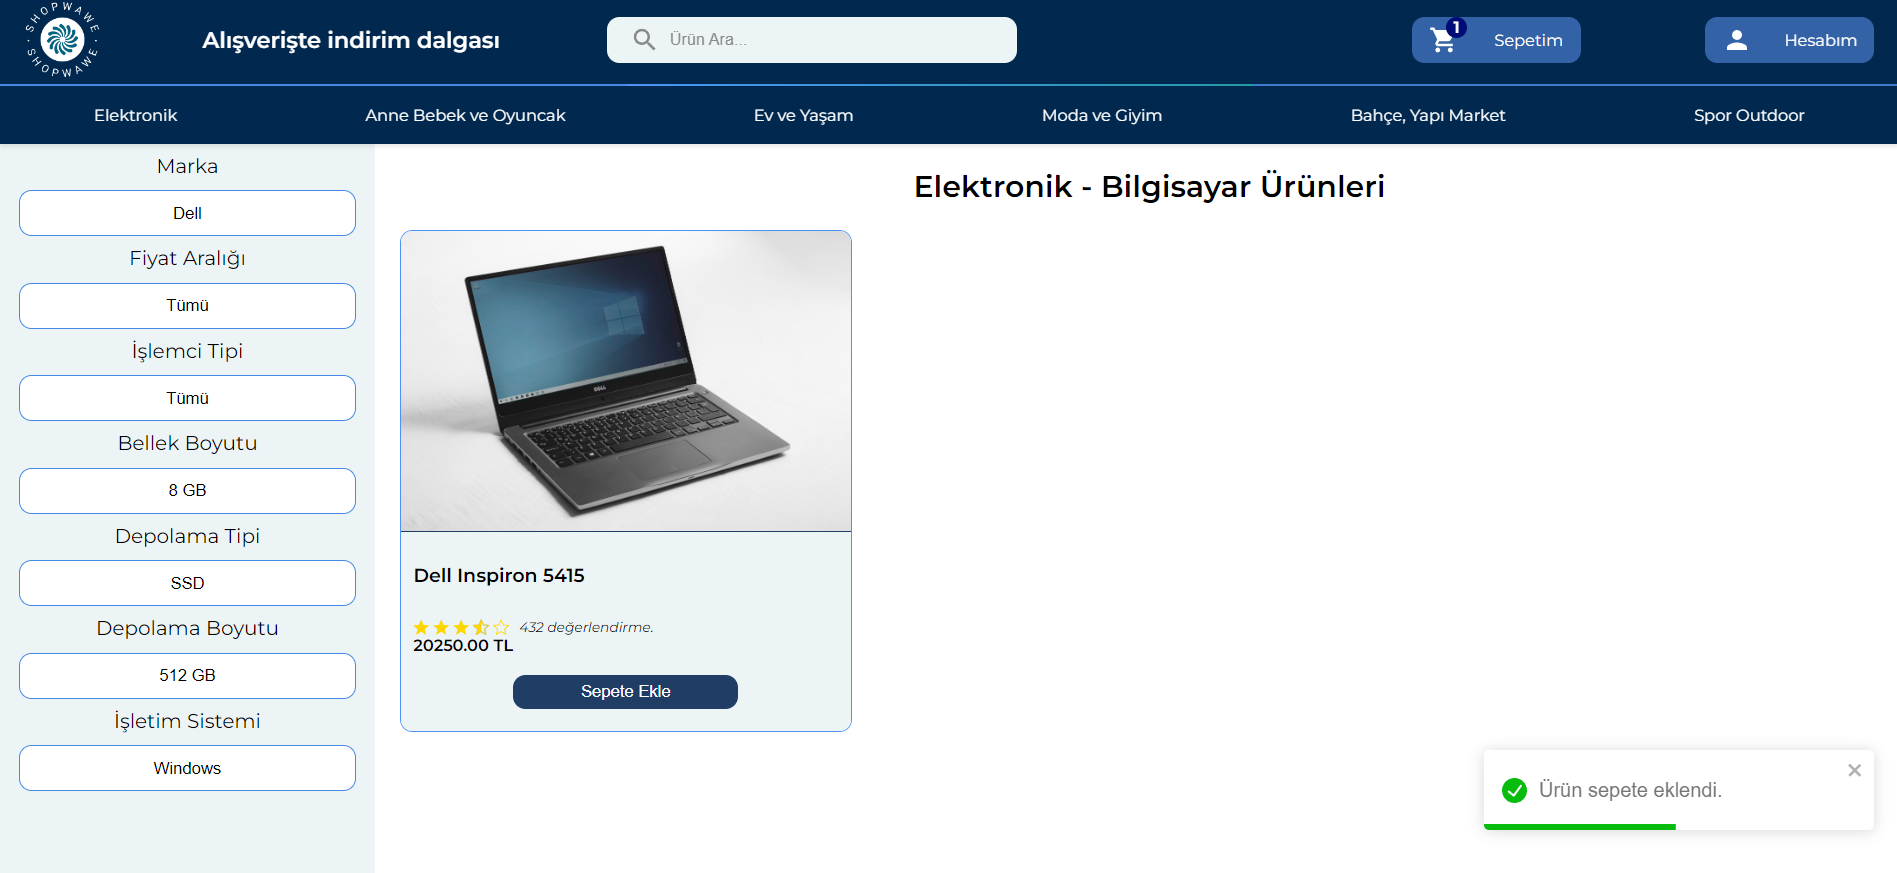 SHOPWAWE
SHOPWAWE
Alışverişte indirim dalgası
Ürün Ara...
1
Sepetim
Hesabım
Elektronik
Anne Bebek ve Oyuncak
Ev ve Yaşam
Moda ve Giyim
Bahçe, Yapı Market
Spor Outdoor
Marka
Dell
Fiyat Aralığı
Tümü
İşlemci Tipi
Tümü
Bellek Boyutu
8 GB
Depolama Tipi
SSD
Depolama Boyutu
512 GB
İşletim Sistemi
Windows
Elektronik - Bilgisayar Ürünleri
DELL
Dell Inspiron 5415
432 değerlendirme.
20250.00 TL
Sepete Ekle
Ürün sepete eklendi.